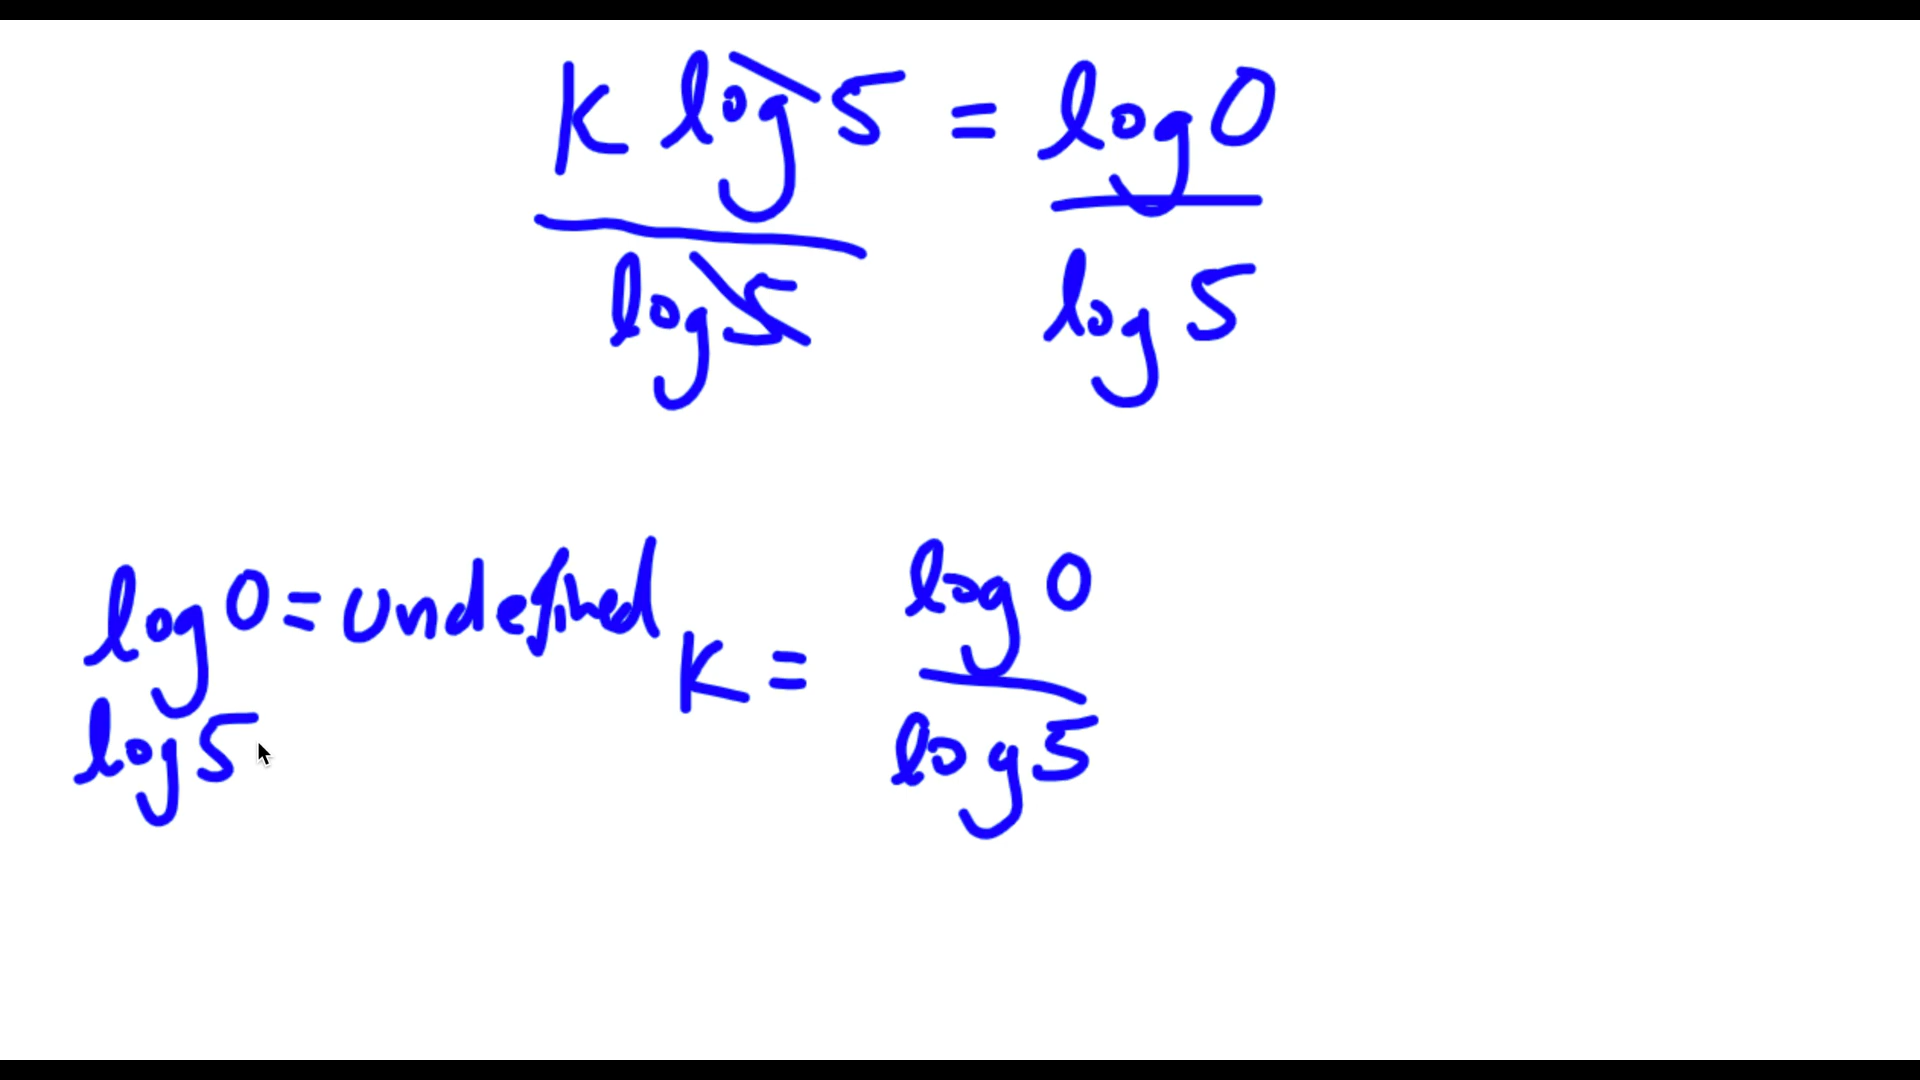 k log 5 = log 0
log 5 log 5
log 0 = undefined
k = log 0
log 5
log 5